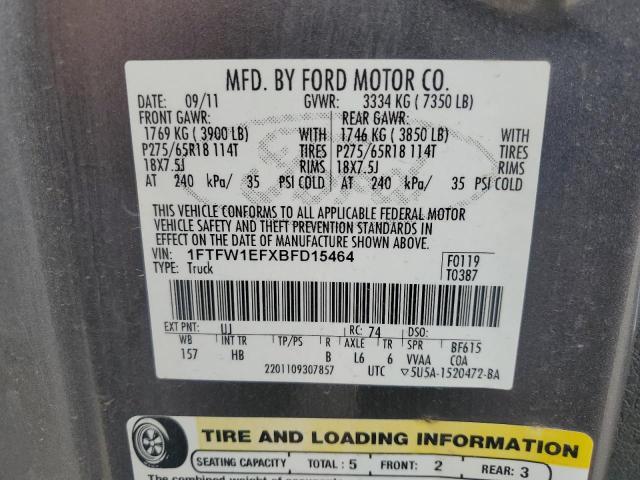 MFD. BY FORD MOTOR CO.
DATE: 09/11 GVWR: 3334 KG ( 7350 LB)
FRONT GAWR: REAR GAWR:
1769 KG ( 3900 LB) WITH 1746 KG ( 3850 LB) WITH
P275/65R18 114T TIRES P275/65R18 114T TIRES
18X7.5J RIMS 18X7.5J RIMS
AT 240 kPa/ 35 PSI COLD AT 240 kPa/ 35 PSI COLD
THIS VEHICLE CONFORMS TO ALL APPLICABLE FEDERAL MOTOR
VEHICLE SAFETY AND THEFT PREVENTION STANDARDS IN
EFFECT ON THE DATE OF MANUFACTURE SHOWN ABOVE.
VIN: 1FTFW1EFXBFD15464 F0119
TYPE: Truck T0387
EXT PNT: UJ RC: 74 DSO:
WB INT TR TP/PS R AXLE TR SPR BF615
157 HB B L6 6 VVAA COA
2201109307857 UTC ▽5U5A-1520472-BA
TIRE AND LOADING INFORMATION
SEATING CAPACITY TOTAL : 5 FRONT: 2 REAR: 3
The combined weight of